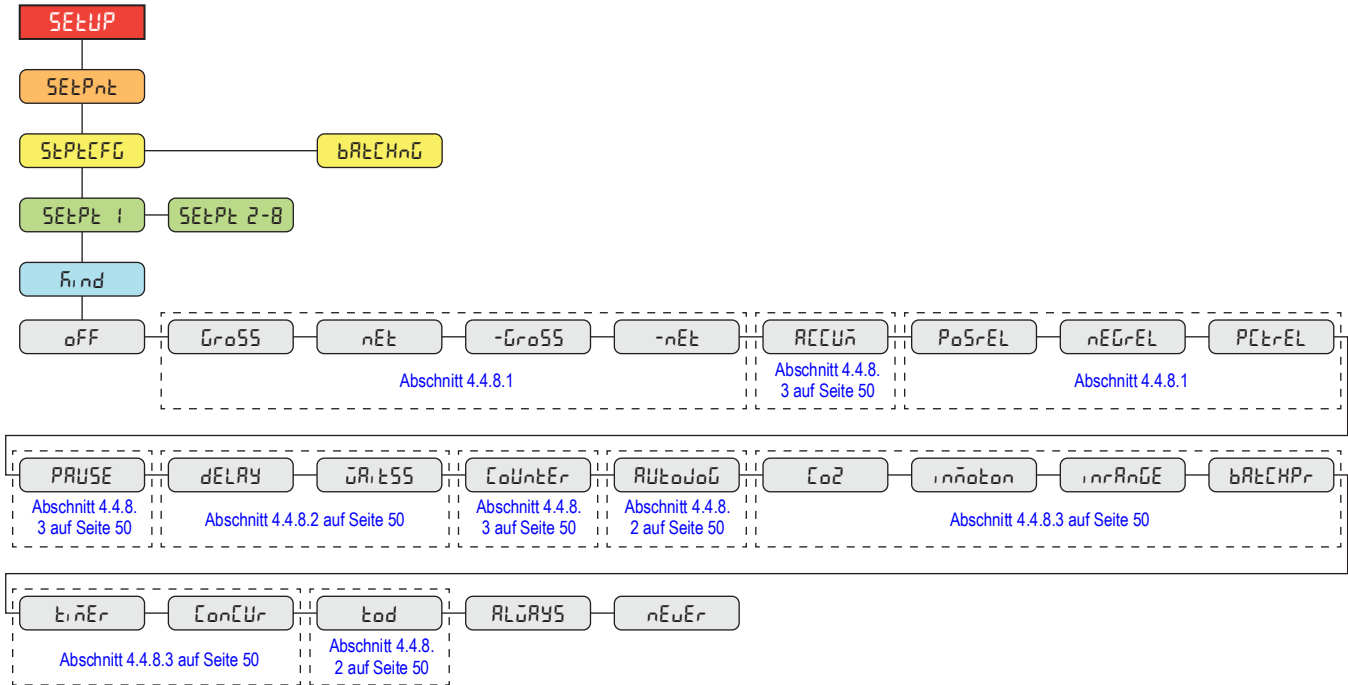 SEtUP
SEtPnt
StPtCFG
bAtCHnG
SEtPt 1
SEtPt 2-8
Kind
oFF
GroSS
nEt
-GroSS
-nEt
ACCUM
PoSrEL
nEGrEL
PCtrEL
Abschnitt 4.4.8.1
Abschnitt 4.4.8.
3 auf Seite 50
Abschnitt 4.4.8.1
PAUSE
dELAY
WAitSS
CoUntEr
AUtoJoG
CoZ
inMoton
inrAnGE
bAtCHPr
Abschnitt 4.4.8.
3 auf Seite 50
Abschnitt 4.4.8.2 auf Seite 50
Abschnitt 4.4.8.
3 auf Seite 50
Abschnitt 4.4.8.
2 auf Seite 50
Abschnitt 4.4.8.3 auf Seite 50
tiMEr
ConCUr
tod
ALWAYS
nEvEr
Abschnitt 4.4.8.3 auf Seite 50
Abschnitt 4.4.8.
2 auf Seite 50